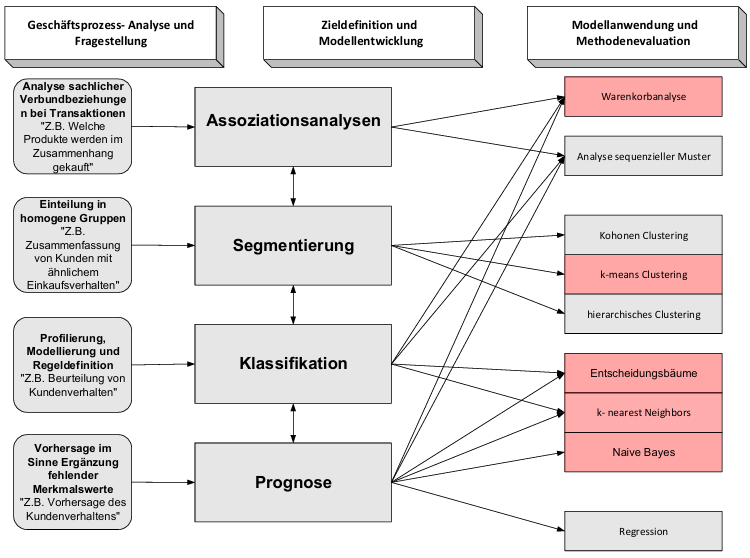 Geschäftsprozess- Analyse und
Fragestellung
Zieldefinition und
Modellentwicklung
Modellanwendung und
Methodenevaluation
Analyse sachlicher
Verbundbeziehunge
n bei Transaktionen
"Z.B. Welche
Produkte werden im
Zusammenhang
gekauft"
Assoziationsanalysen
Warenkorbanalyse
Analyse sequenzieller Muster
Einteilung in
homogene Gruppen
"Z.B.
Zusammenfassung
von Kunden mit
ähnlichem
Einkaufsverhalten"
Segmentierung
Kohonen Clustering
k-means Clustering
hierarchisches Clustering
Profilierung,
Modellierung und
Regeldefinition
"Z.B. Beurteilung von
Kundenverhalten"
Klassifikation
Entscheidungsbäume
k- nearest Neighbors
Naive Bayes
Vorhersage im
Sinne Ergänzung
fehlender
Merkmalswerte
"Z.B. Vorhersage des
Kundenverhaltens"
Prognose
Regression